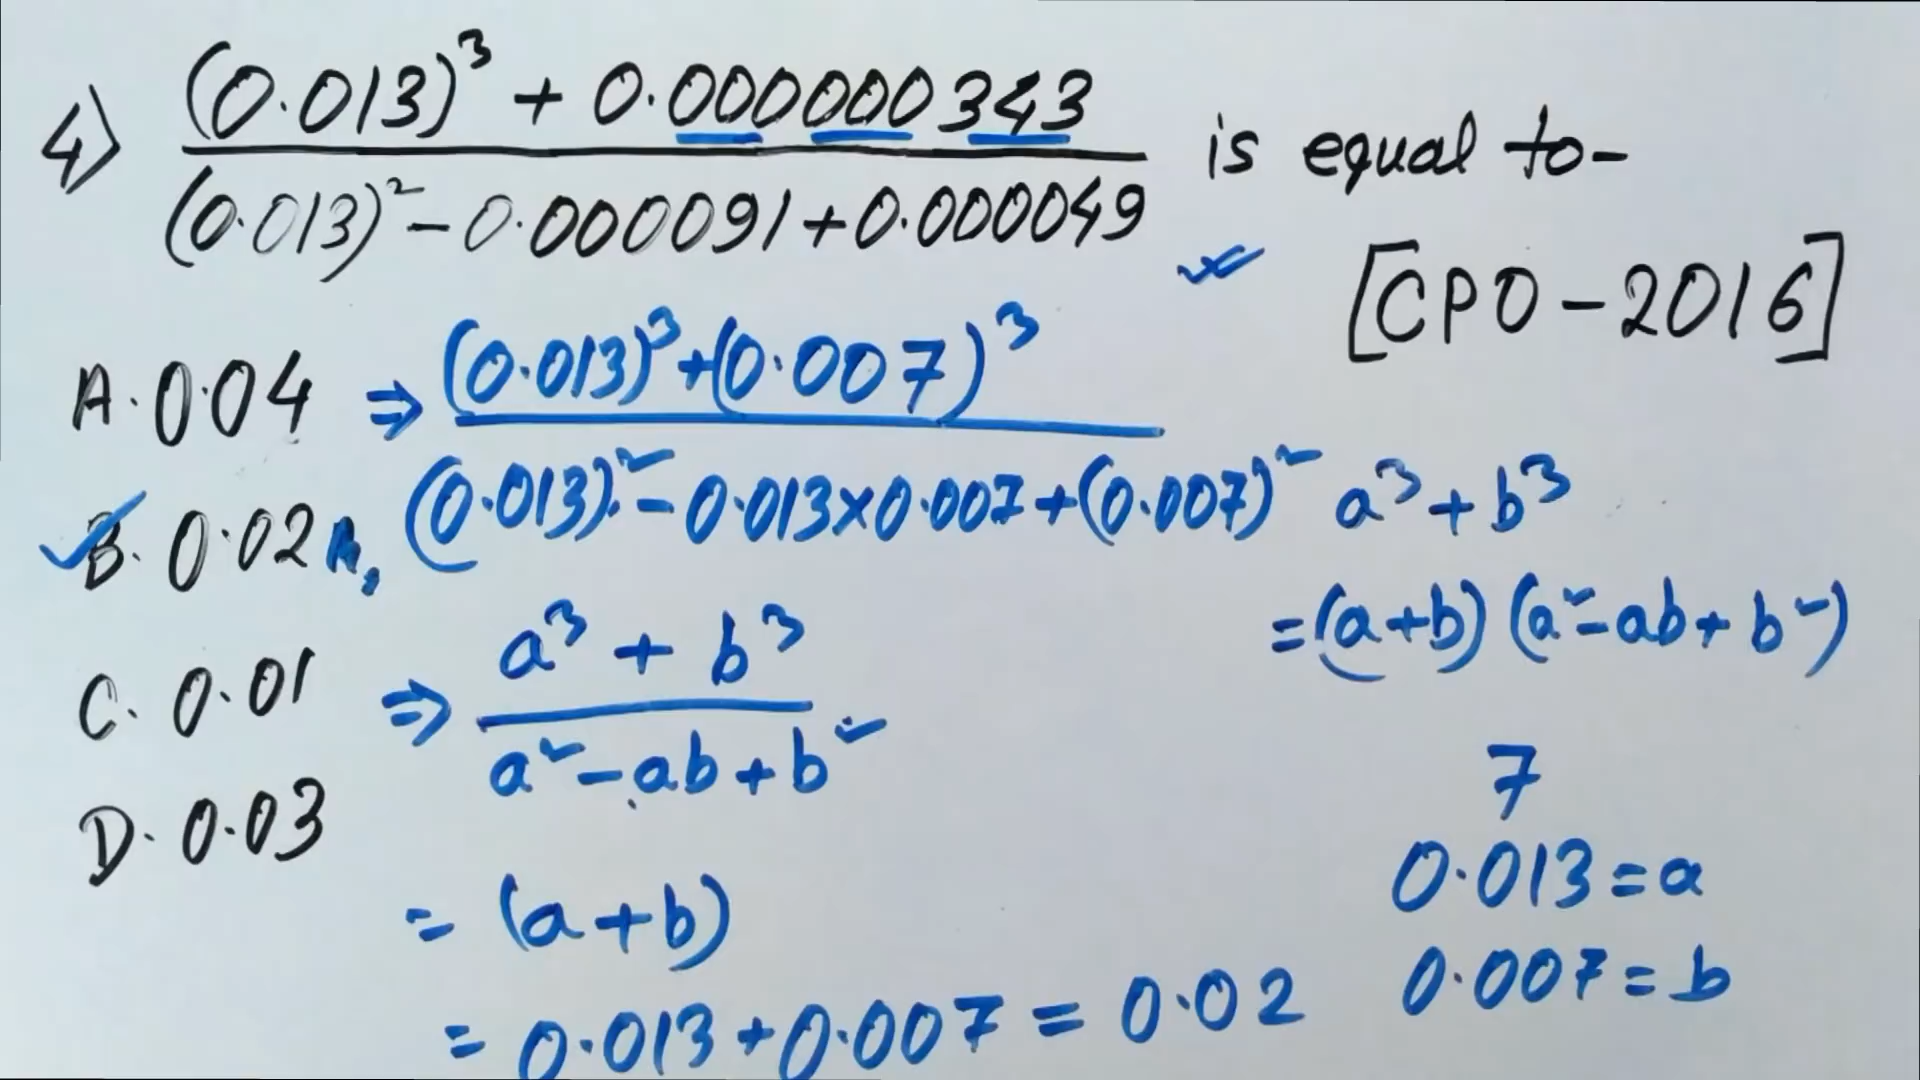 4) (0.013)³ + 0.000000343
(0.013)² - 0.000091 + 0.000049
is equal to-
[CPO-2016]
A. 0.04
B. 0.02
C. 0.01
D. 0.03
⇒ (0.013)³ + (0.007)³
(0.013)² - 0.013×0.007 + (0.007)²
⇒ a³ + b³
a² - ab + b²
= (a+b)
= 0.013 + 0.007 = 0.02
a³ + b³
= (a+b) (a² - ab + b²)
7
0.013 = a
0.007 = b